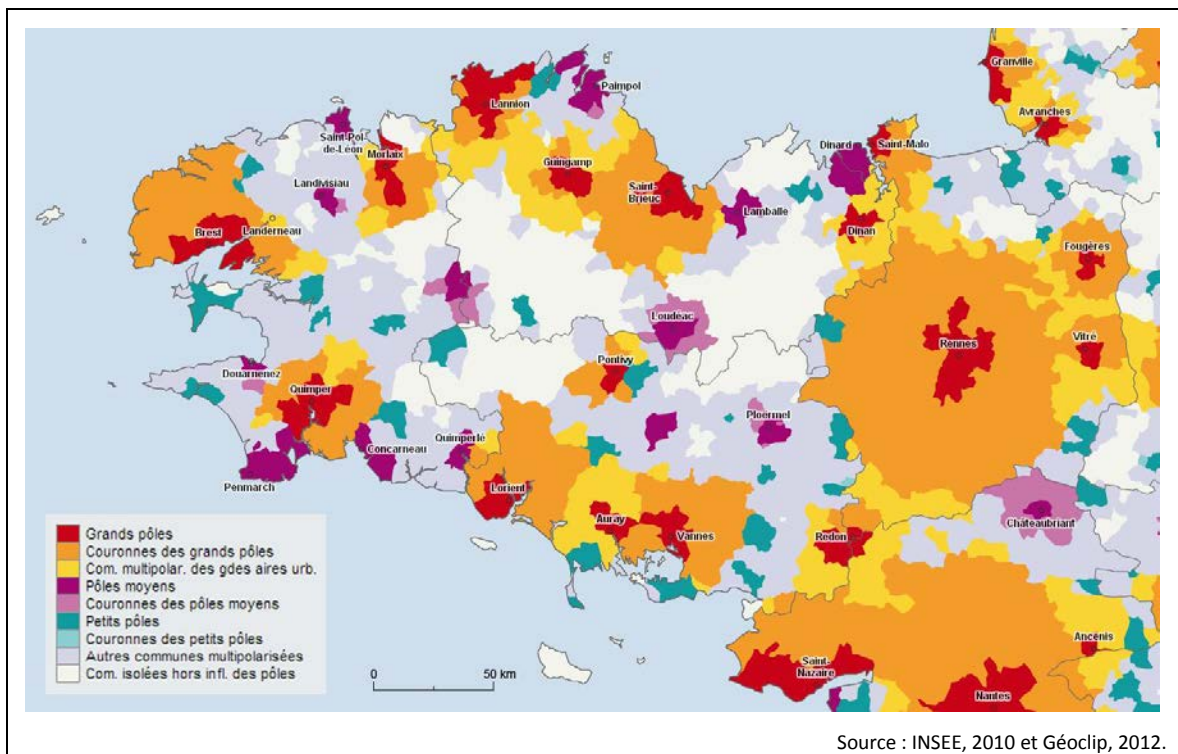 Granville
Paimpol
Lannion
Avranches
Saint-Pol
de-Léon
Morlaix
Dinard
Saint-Malo
Guingamp
Landivisiau
Saint-
Brieuc
Lamballe
Dinan
Brest
Landerneau
Fougères
Loudéac
Rennes
Vitré
Pontivy
Douarnenez
Quimper
Ploermel
Quimperlé
Concarneau
Penmarch
Lorient
Châteaubriant
Auray
Vannes
Redon
Grands pôles
Couronnes des grands pôles
Com. multipolar. des gdes aires urb.
Pôles moyens
Couronnes des pôles moyens
Petits pôles
Couronnes des petits pôles
Autres communes multipolarisées
Com. isolées hors infl. des pôles
0 50 km
Ancenis
Saint-
Nazaire
Nantes
Source : INSEE, 2010 et Géoclip, 2012.